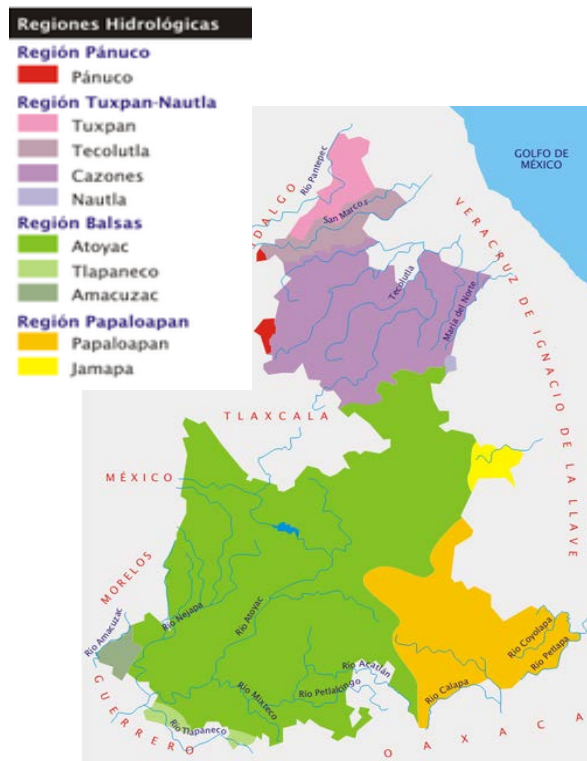 Regiones Hidrológicas
Región Pánuco
Pánuco
Región Tuxpan-Nautla
Tuxpan
Tecolutla
Cazones
Nautla
Región Balsas
Atoyac
Tlapaneco
Amacuzac
Región Papaloapan
Papaloapan
Jamapa
GOLFO DE
MÉXICO
DALGO
Río Pantepec
San Marcos
VERACRUZ DE IGNACIO DE LA LLAVE
Tecolutla
María del Norte
TLAXCALA
MÉXICO
MORELOS
Río Amacuzac
Río Nejapa
Río Atoyac
GUERRERO
Río Mixteco
Río Petlalongo
Río Acatlán
Río Tlapaneco
Río Calapa
Río Coyolapa
Río Petlapa
OAXACA